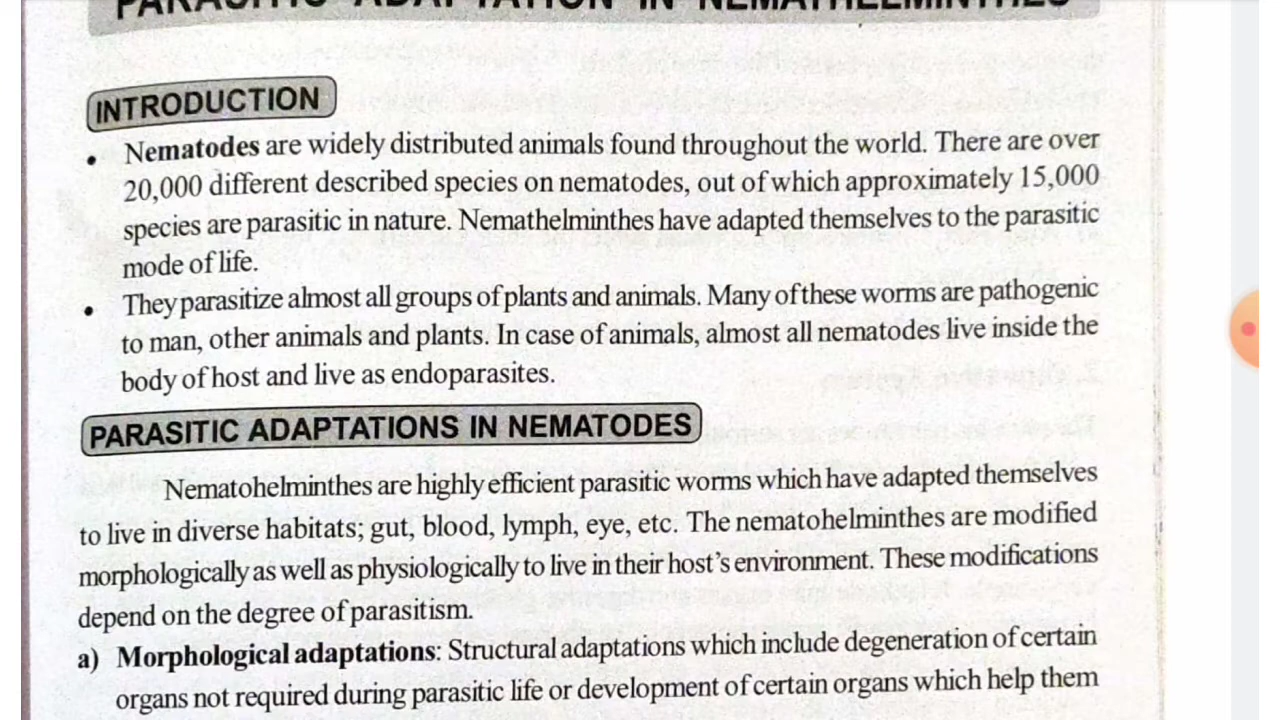 PARASITIC ADAPTATION IN NEMATHELMINTHES
INTRODUCTION
• Nematodes are widely distributed animals found throughout the world. There are over
20,000 different described species on nematodes, out of which approximately 15,000
species are parasitic in nature. Nemathelminthes have adapted themselves to the parasitic
mode of life.
• They parasitize almost all groups of plants and animals. Many of these worms are pathogenic
to man, other animals and plants. In case of animals, almost all nematodes live inside the
body of host and live as endoparasites.
PARASITIC ADAPTATIONS IN NEMATODES
Nematohelminthes are highly efficient parasitic worms which have adapted themselves
to live in diverse habitats; gut, blood, lymph, eye, etc. The nematohelminthes are modified
morphologically as well as physiologically to live in their host's environment. These modifications
depend on the degree of parasitism.
a) Morphological adaptations: Structural adaptations which include degeneration of certain
organs not required during parasitic life or development of certain organs which help them